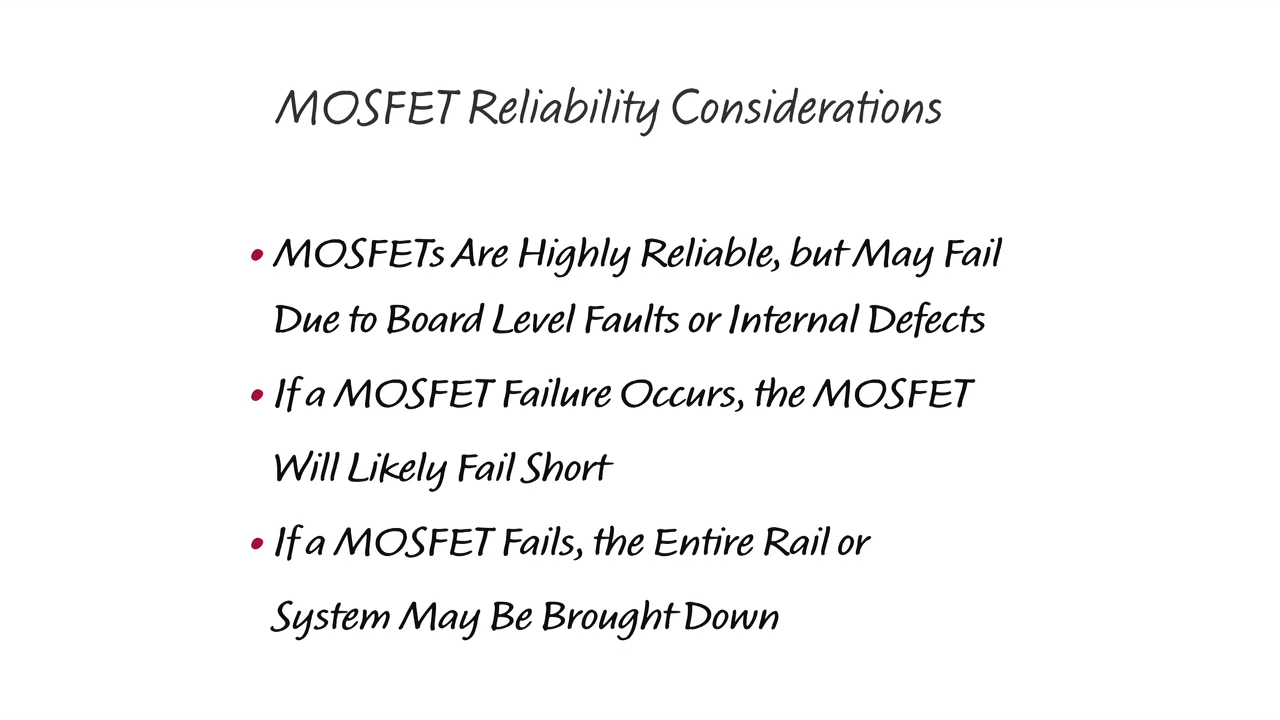 MOSFET Reliability Considerations
• MOSFETs Are Highly Reliable, but May Fail
Due to Board Level Faults or Internal Defects
• If a MOSFET Failure Occurs, the MOSFET
Will Likely Fail Short
• If a MOSFET Fails, the Entire Rail or
System May Be Brought Down